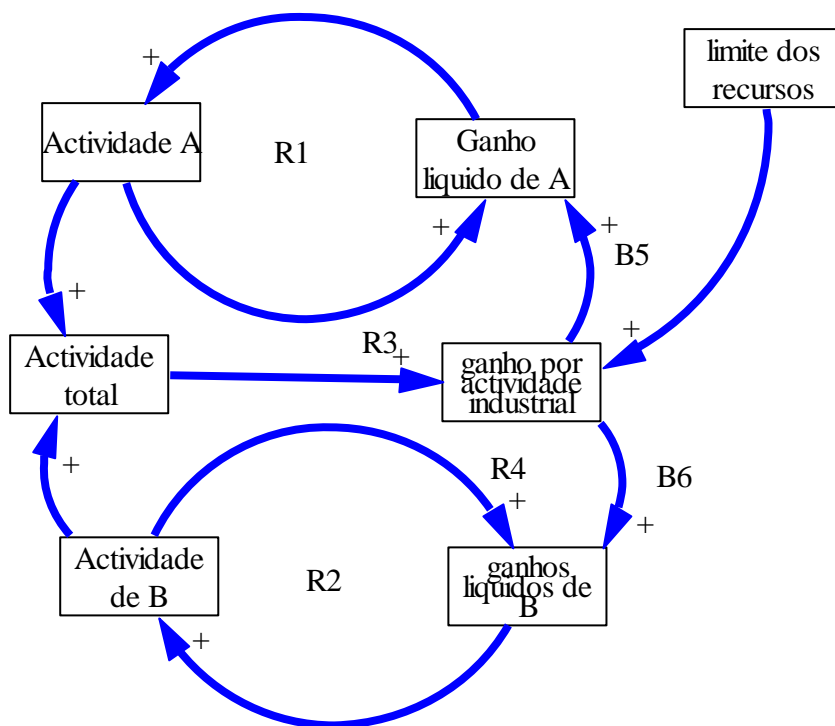 limite dos
recursos
+
Actividade A
R1
Ganho
liquido de A
+
+
B5
+
+
R3
+
Actividade
total
ganho por
actividade
industrial
+
R4
+
B6
+
Actividade
de B
R2
ganhos
liquidos de
B
+